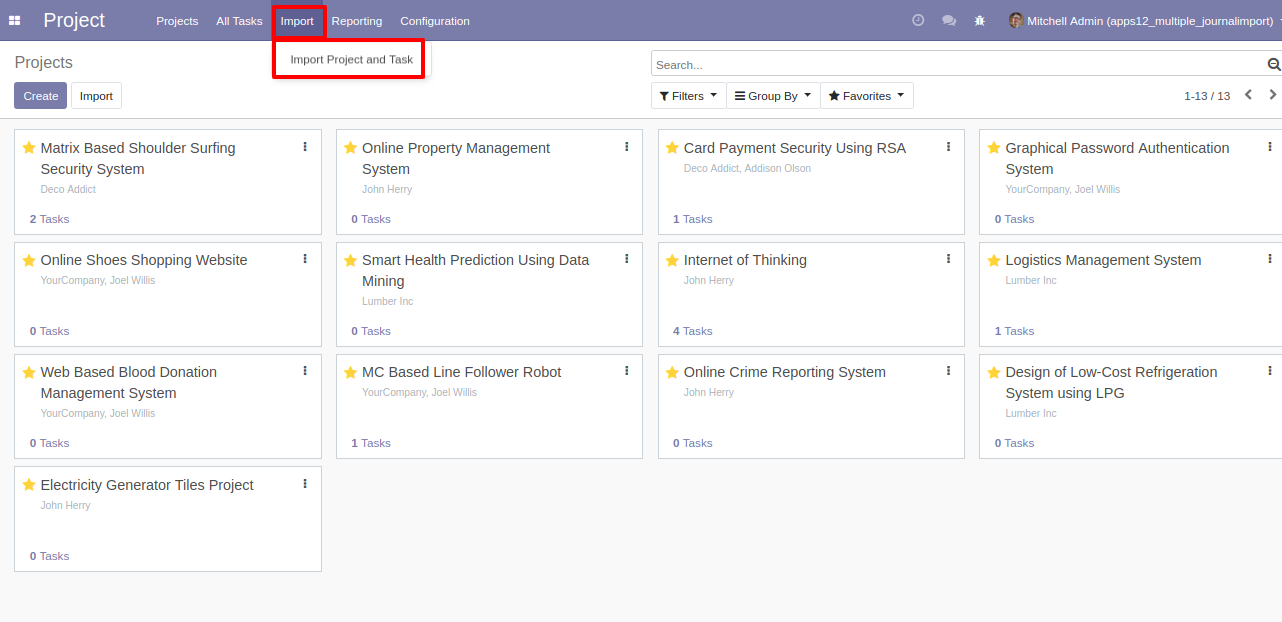 Project
Projects
All Tasks
Import
Reporting
Configuration
Mitchell Admin (apps12_multiple_journalimport)
Import Project and Task
Projects
Search...
Create
Import
Filters
Group By
Favorites
1-13 / 13
Matrix Based Shoulder Surfing
Security System
Deco Addict
2 Tasks
Online Property Management
System
John Herry
0 Tasks
Card Payment Security Using RSA
Deco Addict, Addison Olson
1 Tasks
Graphical Password Authentication
System
YourCompany, Joel Willis
0 Tasks
Online Shoes Shopping Website
YourCompany, Joel Willis
0 Tasks
Smart Health Prediction Using Data
Mining
Lumber Inc
0 Tasks
Internet of Thinking
John Herry
4 Tasks
Logistics Management System
Lumber Inc
1 Tasks
Web Based Blood Donation
Management System
YourCompany, Joel Willis
0 Tasks
MC Based Line Follower Robot
YourCompany, Joel Willis
1 Tasks
Online Crime Reporting System
John Herry
0 Tasks
Design of Low-Cost Refrigeration
System using LPG
Lumber Inc
0 Tasks
Electricity Generator Tiles Project
John Herry
0 Tasks